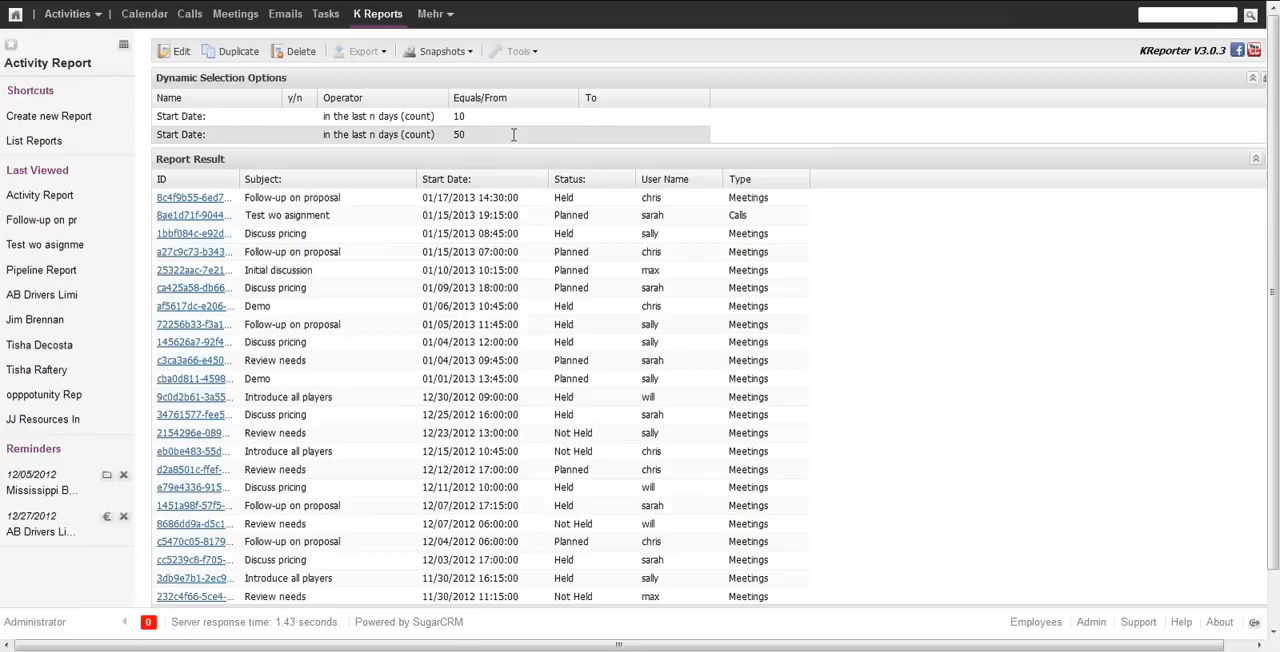 Activities Calendar Calls Meetings Emails Tasks K Reports Mehr
Activity Report
Shortcuts
Create new Report
List Reports
Last Viewed
Activity Report
Follow-up on pr
Test wo asignme
Pipeline Report
AB Drivers Limi
Jim Brennan
Tisha Decosta
Tisha Raftery
opppotunity Rep
JJ Resources In
Reminders
12/05/2012
Mississippi B...
12/27/2012
AB Drivers Li...
Edit Duplicate Delete Export Snapshots Tools KReporter V3.0.3
Dynamic Selection Options
Name y/n Operator Equals/From To
Start Date: in the last n days (count) 10
Start Date: in the last n days (count) 50
Report Result
ID Subject: Start Date: Status: User Name Type
8c4f9b55-6ed7... Follow-up on proposal 01/17/2013 14:30:00 Held chris Meetings
8ae1d71f-9044... Test wo asignment 01/15/2013 19:15:00 Planned sarah Calls
1bbf084c-e92d... Discuss pricing 01/15/2013 08:45:00 Held sally Meetings
a27c9c73-b343... Follow-up on proposal 01/15/2013 07:00:00 Planned chris Meetings
25322aac-7e21... Initial discussion 01/10/2013 10:15:00 Planned max Meetings
ca425a58-db66... Discuss pricing 01/09/2013 18:00:00 Planned sarah Meetings
af5617dc-e206-... Demo 01/06/2013 10:45:00 Held chris Meetings
72256b33-f3a1... Follow-up on proposal 01/05/2013 11:45:00 Held sally Meetings
145626a7-92f4... Discuss pricing 01/04/2013 12:00:00 Held sally Meetings
c3ca3a66-e450... Review needs 01/04/2013 09:45:00 Planned sarah Meetings
cba0d811-4598... Demo 01/01/2013 13:45:00 Planned sally Meetings
9c0d2b61-3a55... Introduce all players 12/30/2012 09:00:00 Held will Meetings
34761577-fee5... Discuss pricing 12/25/2012 16:00:00 Held sarah Meetings
2154296e-089... Review needs 12/23/2012 13:00:00 Not Held sally Meetings
eb0be483-55d... Introduce all players 12/15/2012 10:45:00 Not Held chris Meetings
d2a8501c-ffef-... Review needs 12/12/2012 17:00:00 Planned chris Meetings
e79e4336-915... Discuss pricing 12/11/2012 10:00:00 Held will Meetings
1451a98f-57f5-... Follow-up on proposal 12/07/2012 17:15:00 Held sarah Meetings
8686dd9a-d5c1... Review needs 12/07/2012 06:00:00 Not Held will Meetings
c5470c05-8179... Follow-up on proposal 12/04/2012 06:00:00 Planned chris Meetings
cc5239c8-f705-... Discuss pricing 12/03/2012 17:00:00 Held sarah Meetings
3db9e7b1-2ec9... Introduce all players 11/30/2012 16:15:00 Held sally Meetings
232c4f66-5ce4-... Review needs 11/30/2012 11:15:00 Not Held max Meetings
Administrator 0 Server response time: 1.43 seconds. Powered by SugarCRM Employees Admin Support Help About